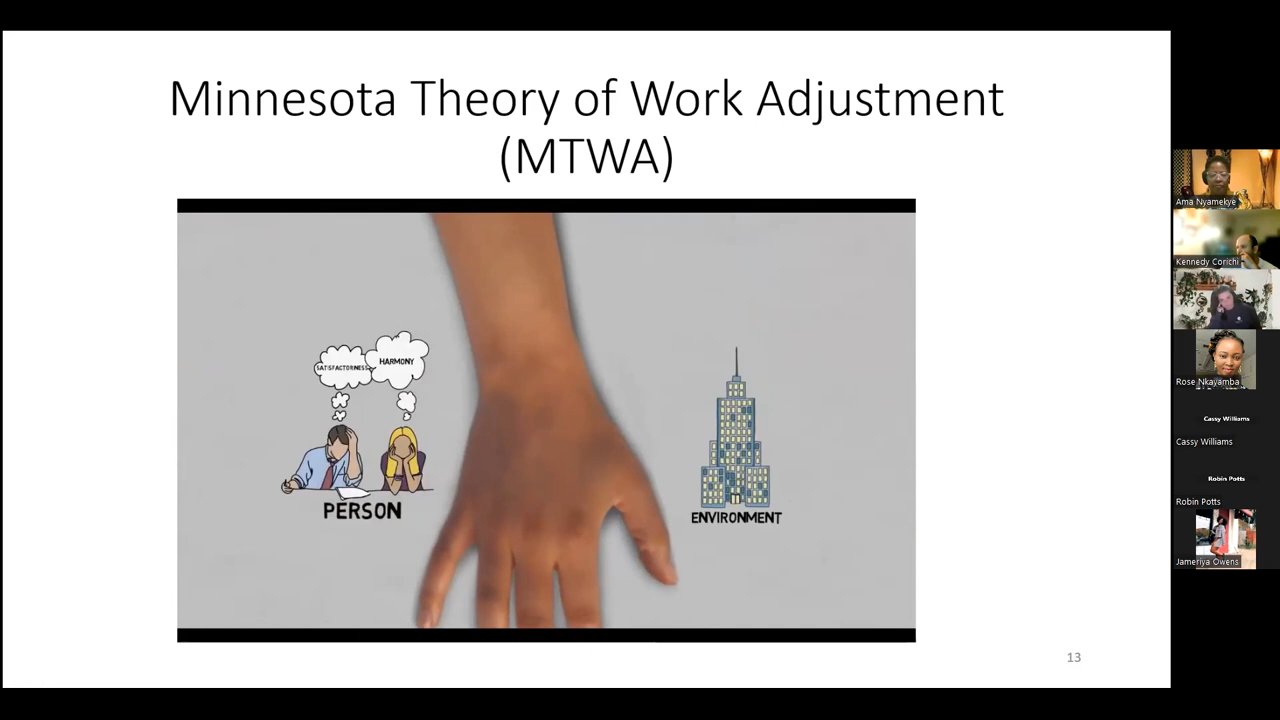 Minnesota Theory of Work Adjustment
(MTWA)
SATISFACTORINESS
HARMONY
PERSON
ENVIRONMENT
13
Ama Nyamekye
Kennedy Corichi
Rose Nkayamba
Cassy Williams
Cassy Williams
Robin Potts
Robin Potts
Jameriya Owens